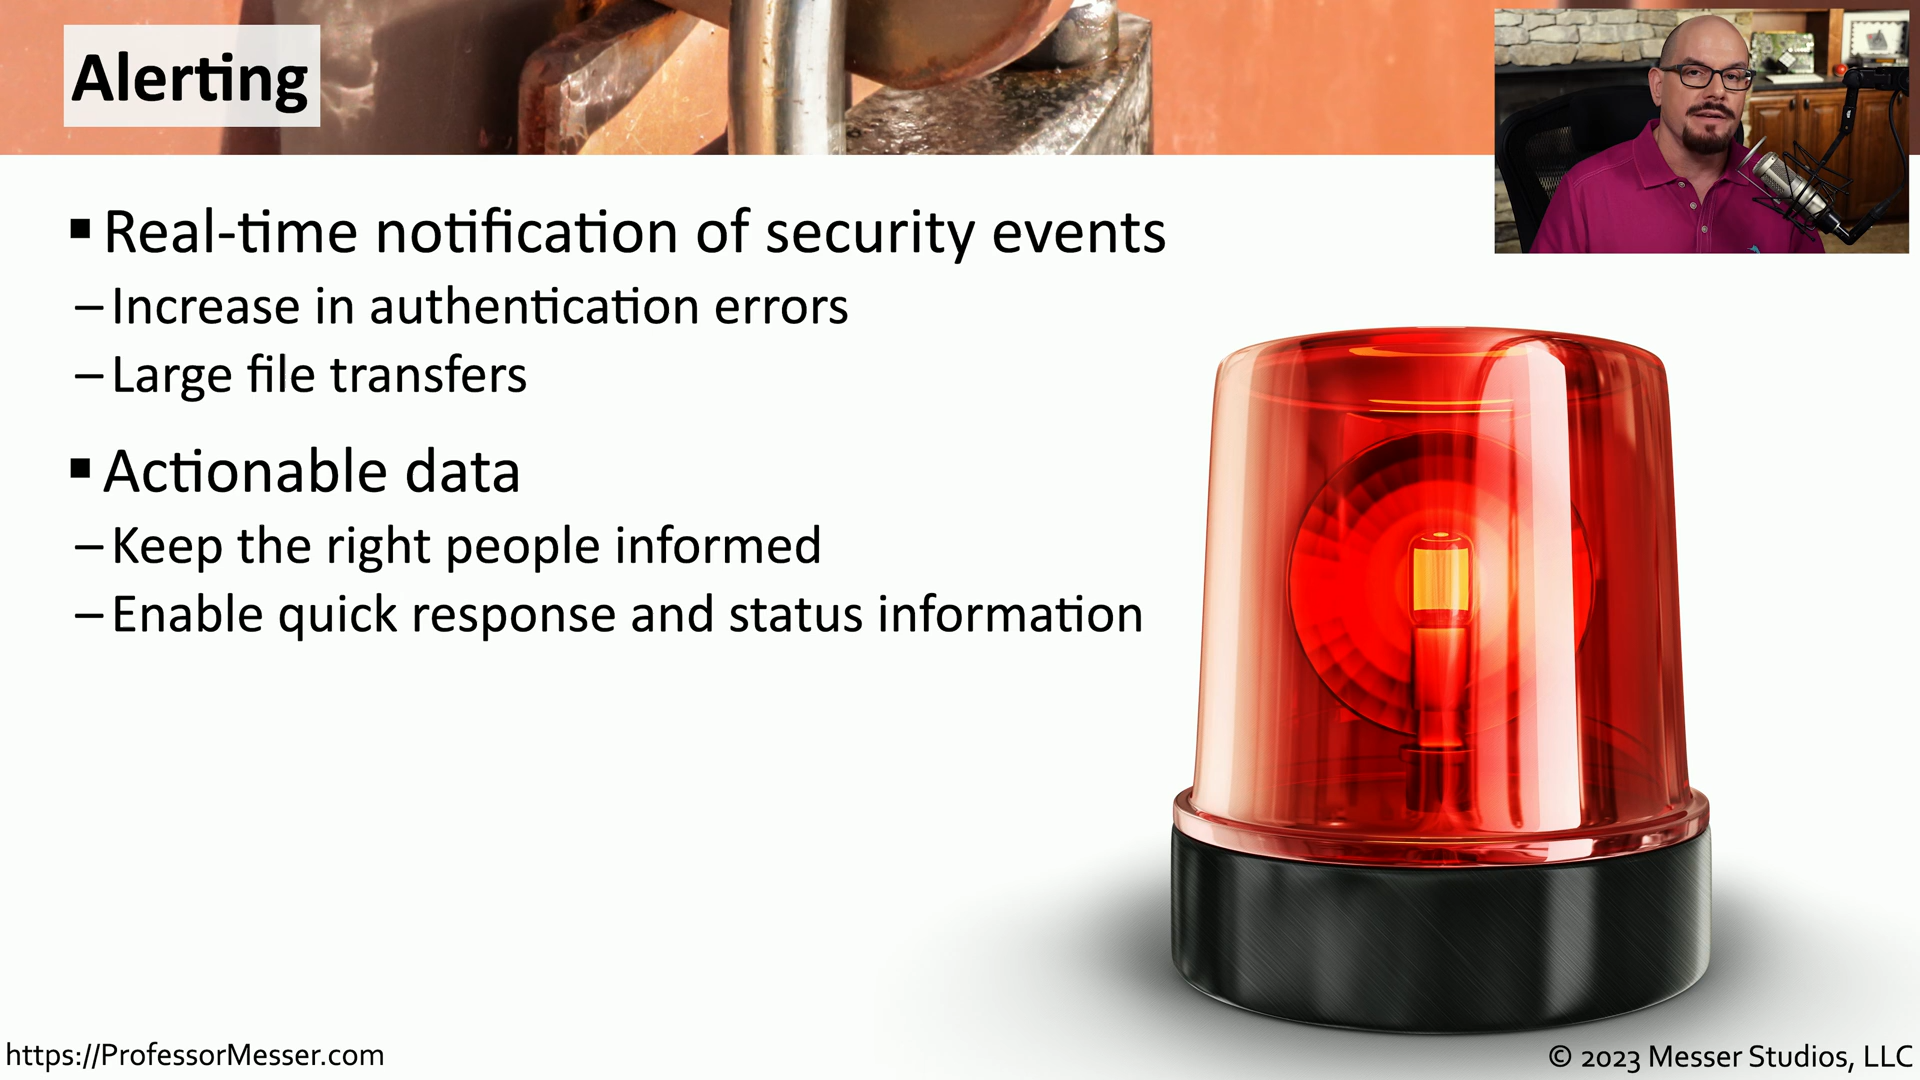 Alerting
▪ Real-time notification of security events
– Increase in authentication errors
– Large file transfers
▪ Actionable data
– Keep the right people informed
– Enable quick response and status information
https://ProfessorMesser.com
© 2023 Messer Studios, LLC